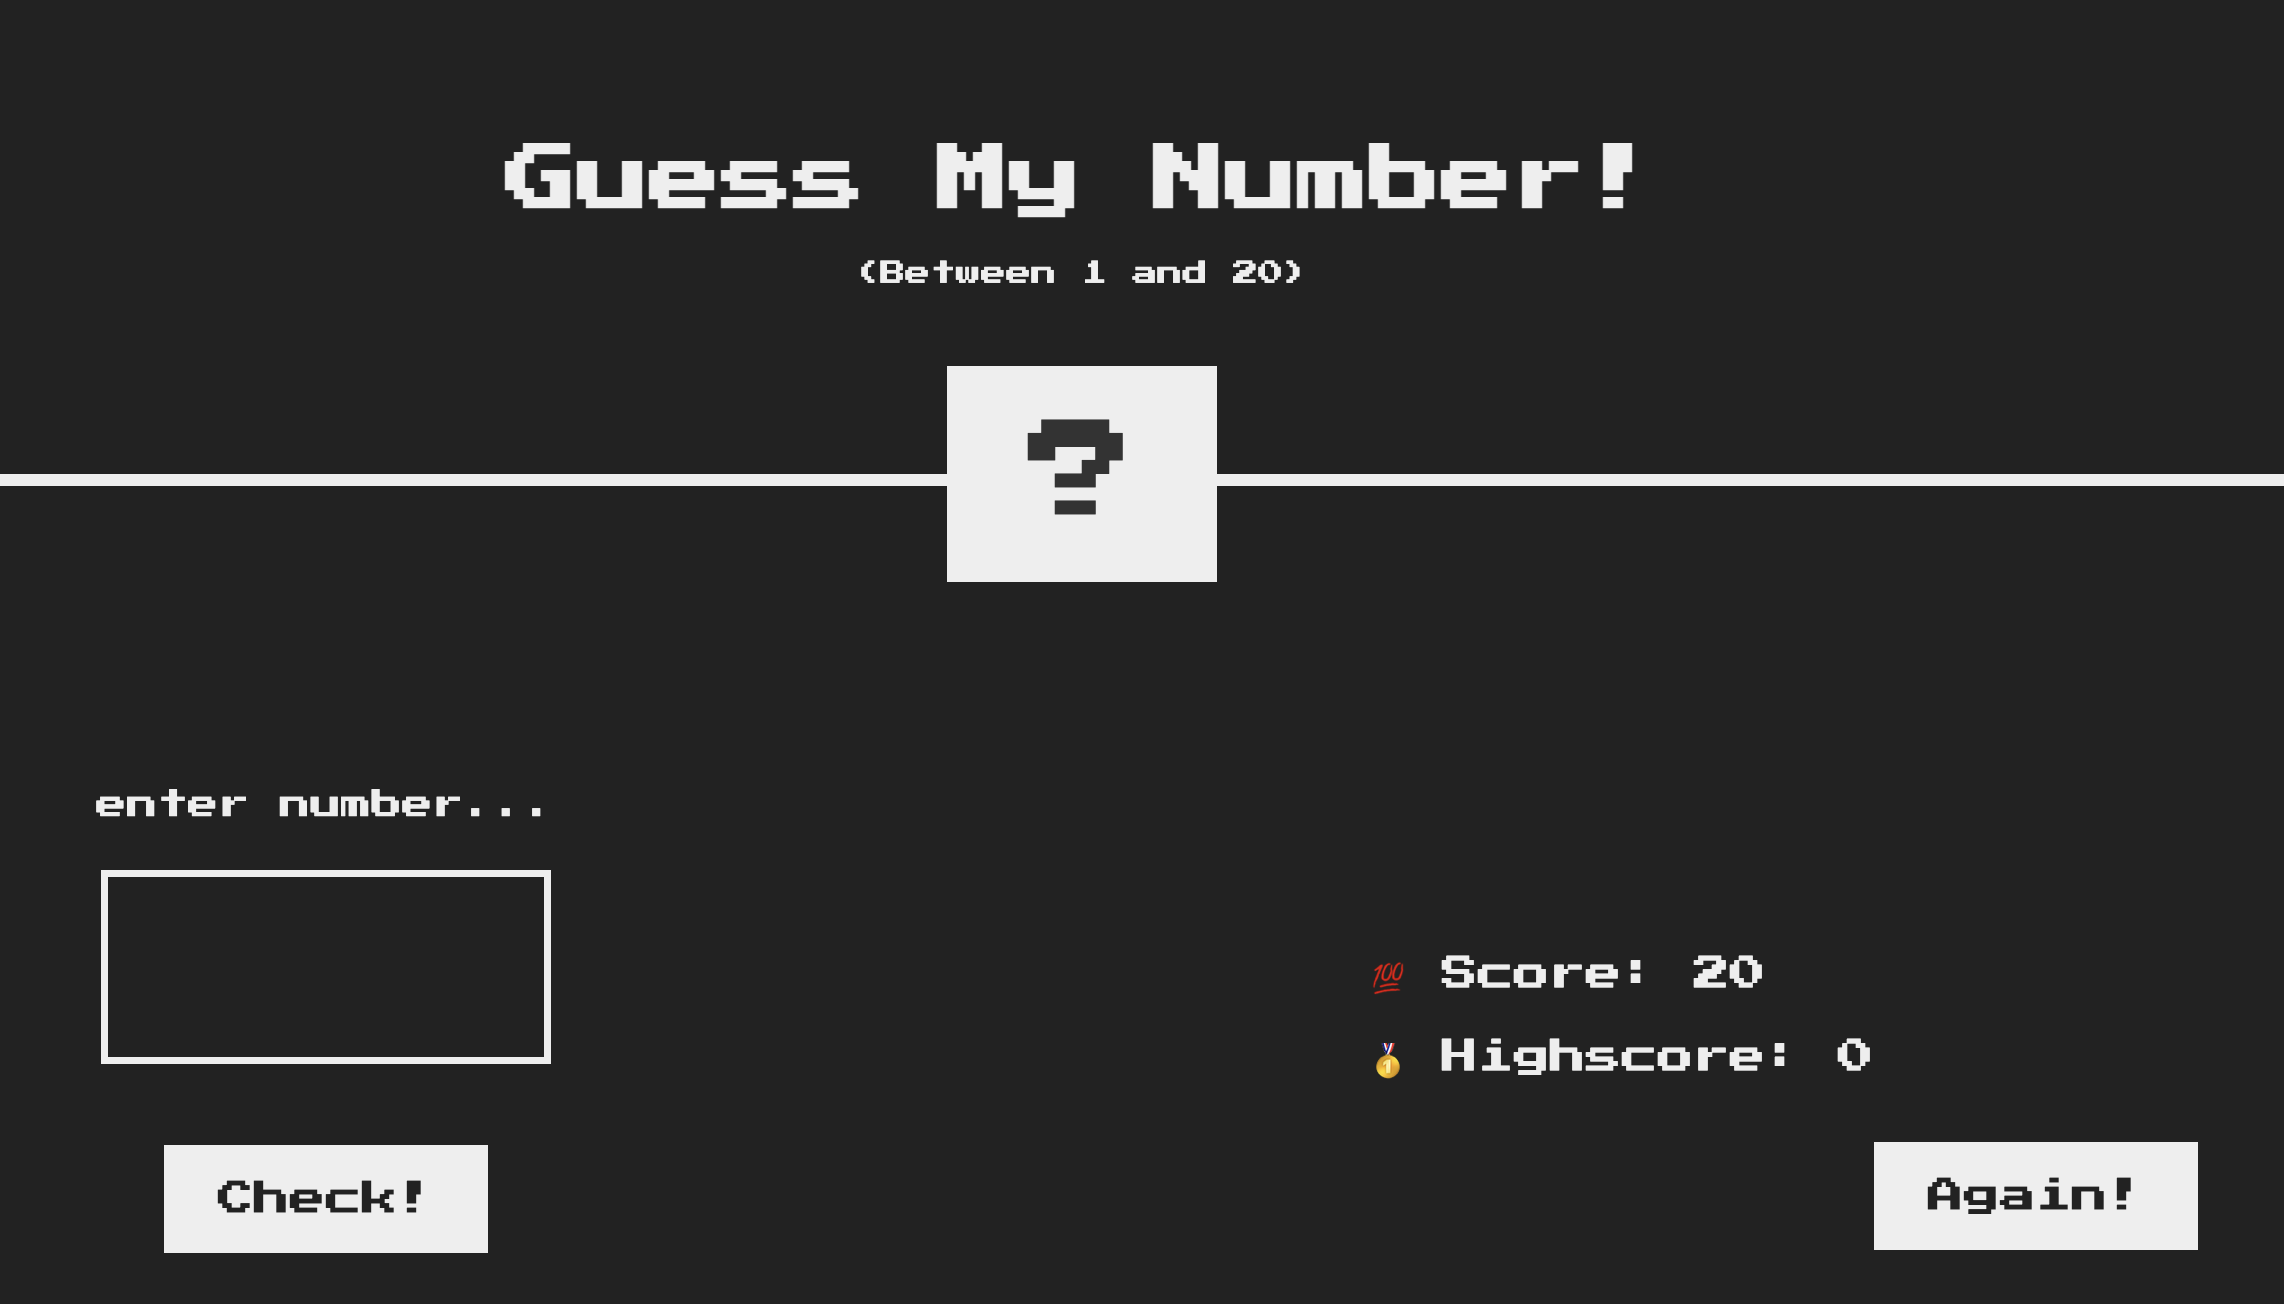 Guess My Number!
(Between 1 and 20)
?
enter number...
💯 Score: 20
🥇 Highscore: 0
Check!
Again!